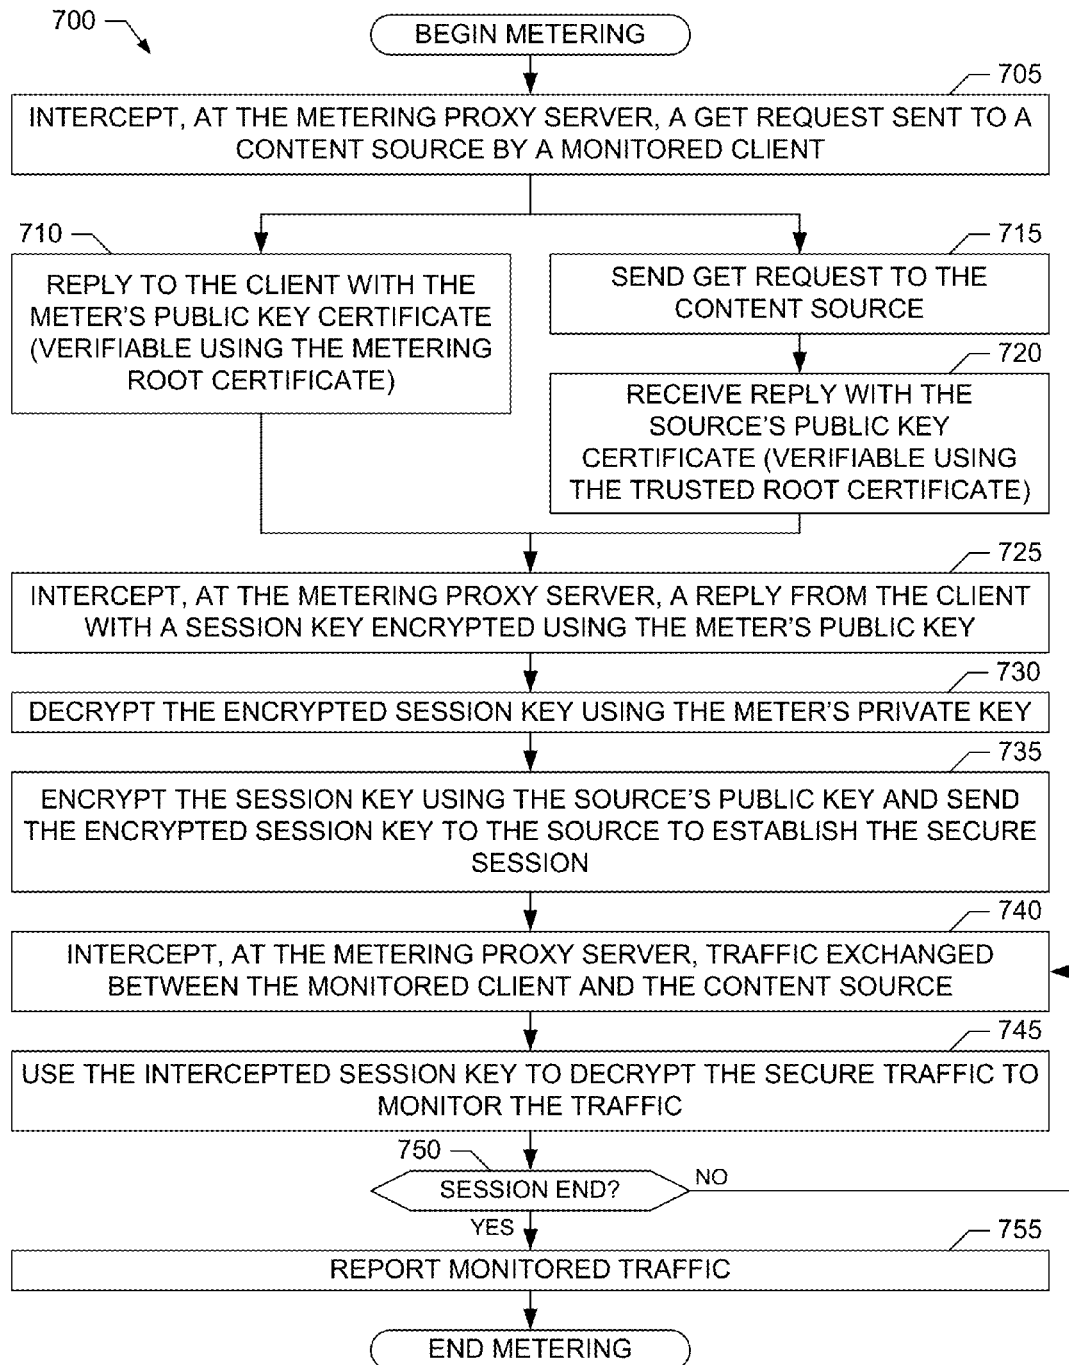 700
BEGIN METERING
705
INTERCEPT, AT THE METERING PROXY SERVER, A GET REQUEST SENT TO A
CONTENT SOURCE BY A MONITORED CLIENT
710
REPLY TO THE CLIENT WITH THE
METER'S PUBLIC KEY CERTIFICATE
(VERIFIABLE USING THE METERING
ROOT CERTIFICATE)
715
SEND GET REQUEST TO THE
CONTENT SOURCE
720
RECEIVE REPLY WITH THE
SOURCE'S PUBLIC KEY
CERTIFICATE (VERIFIABLE USING
THE TRUSTED ROOT CERTIFICATE)
725
INTERCEPT, AT THE METERING PROXY SERVER, A REPLY FROM THE CLIENT
WITH A SESSION KEY ENCRYPTED USING THE METER'S PUBLIC KEY
730
DECRYPT THE ENCRYPTED SESSION KEY USING THE METER'S PRIVATE KEY
735
ENCRYPT THE SESSION KEY USING THE SOURCE'S PUBLIC KEY AND SEND
THE ENCRYPTED SESSION KEY TO THE SOURCE TO ESTABLISH THE SECURE
SESSION
740
INTERCEPT, AT THE METERING PROXY SERVER, TRAFFIC EXCHANGED
BETWEEN THE MONITORED CLIENT AND THE CONTENT SOURCE
745
USE THE INTERCEPTED SESSION KEY TO DECRYPT THE SECURE TRAFFIC TO
MONITOR THE TRAFFIC
750
SESSION END?
NO
YES
755
REPORT MONITORED TRAFFIC
END METERING